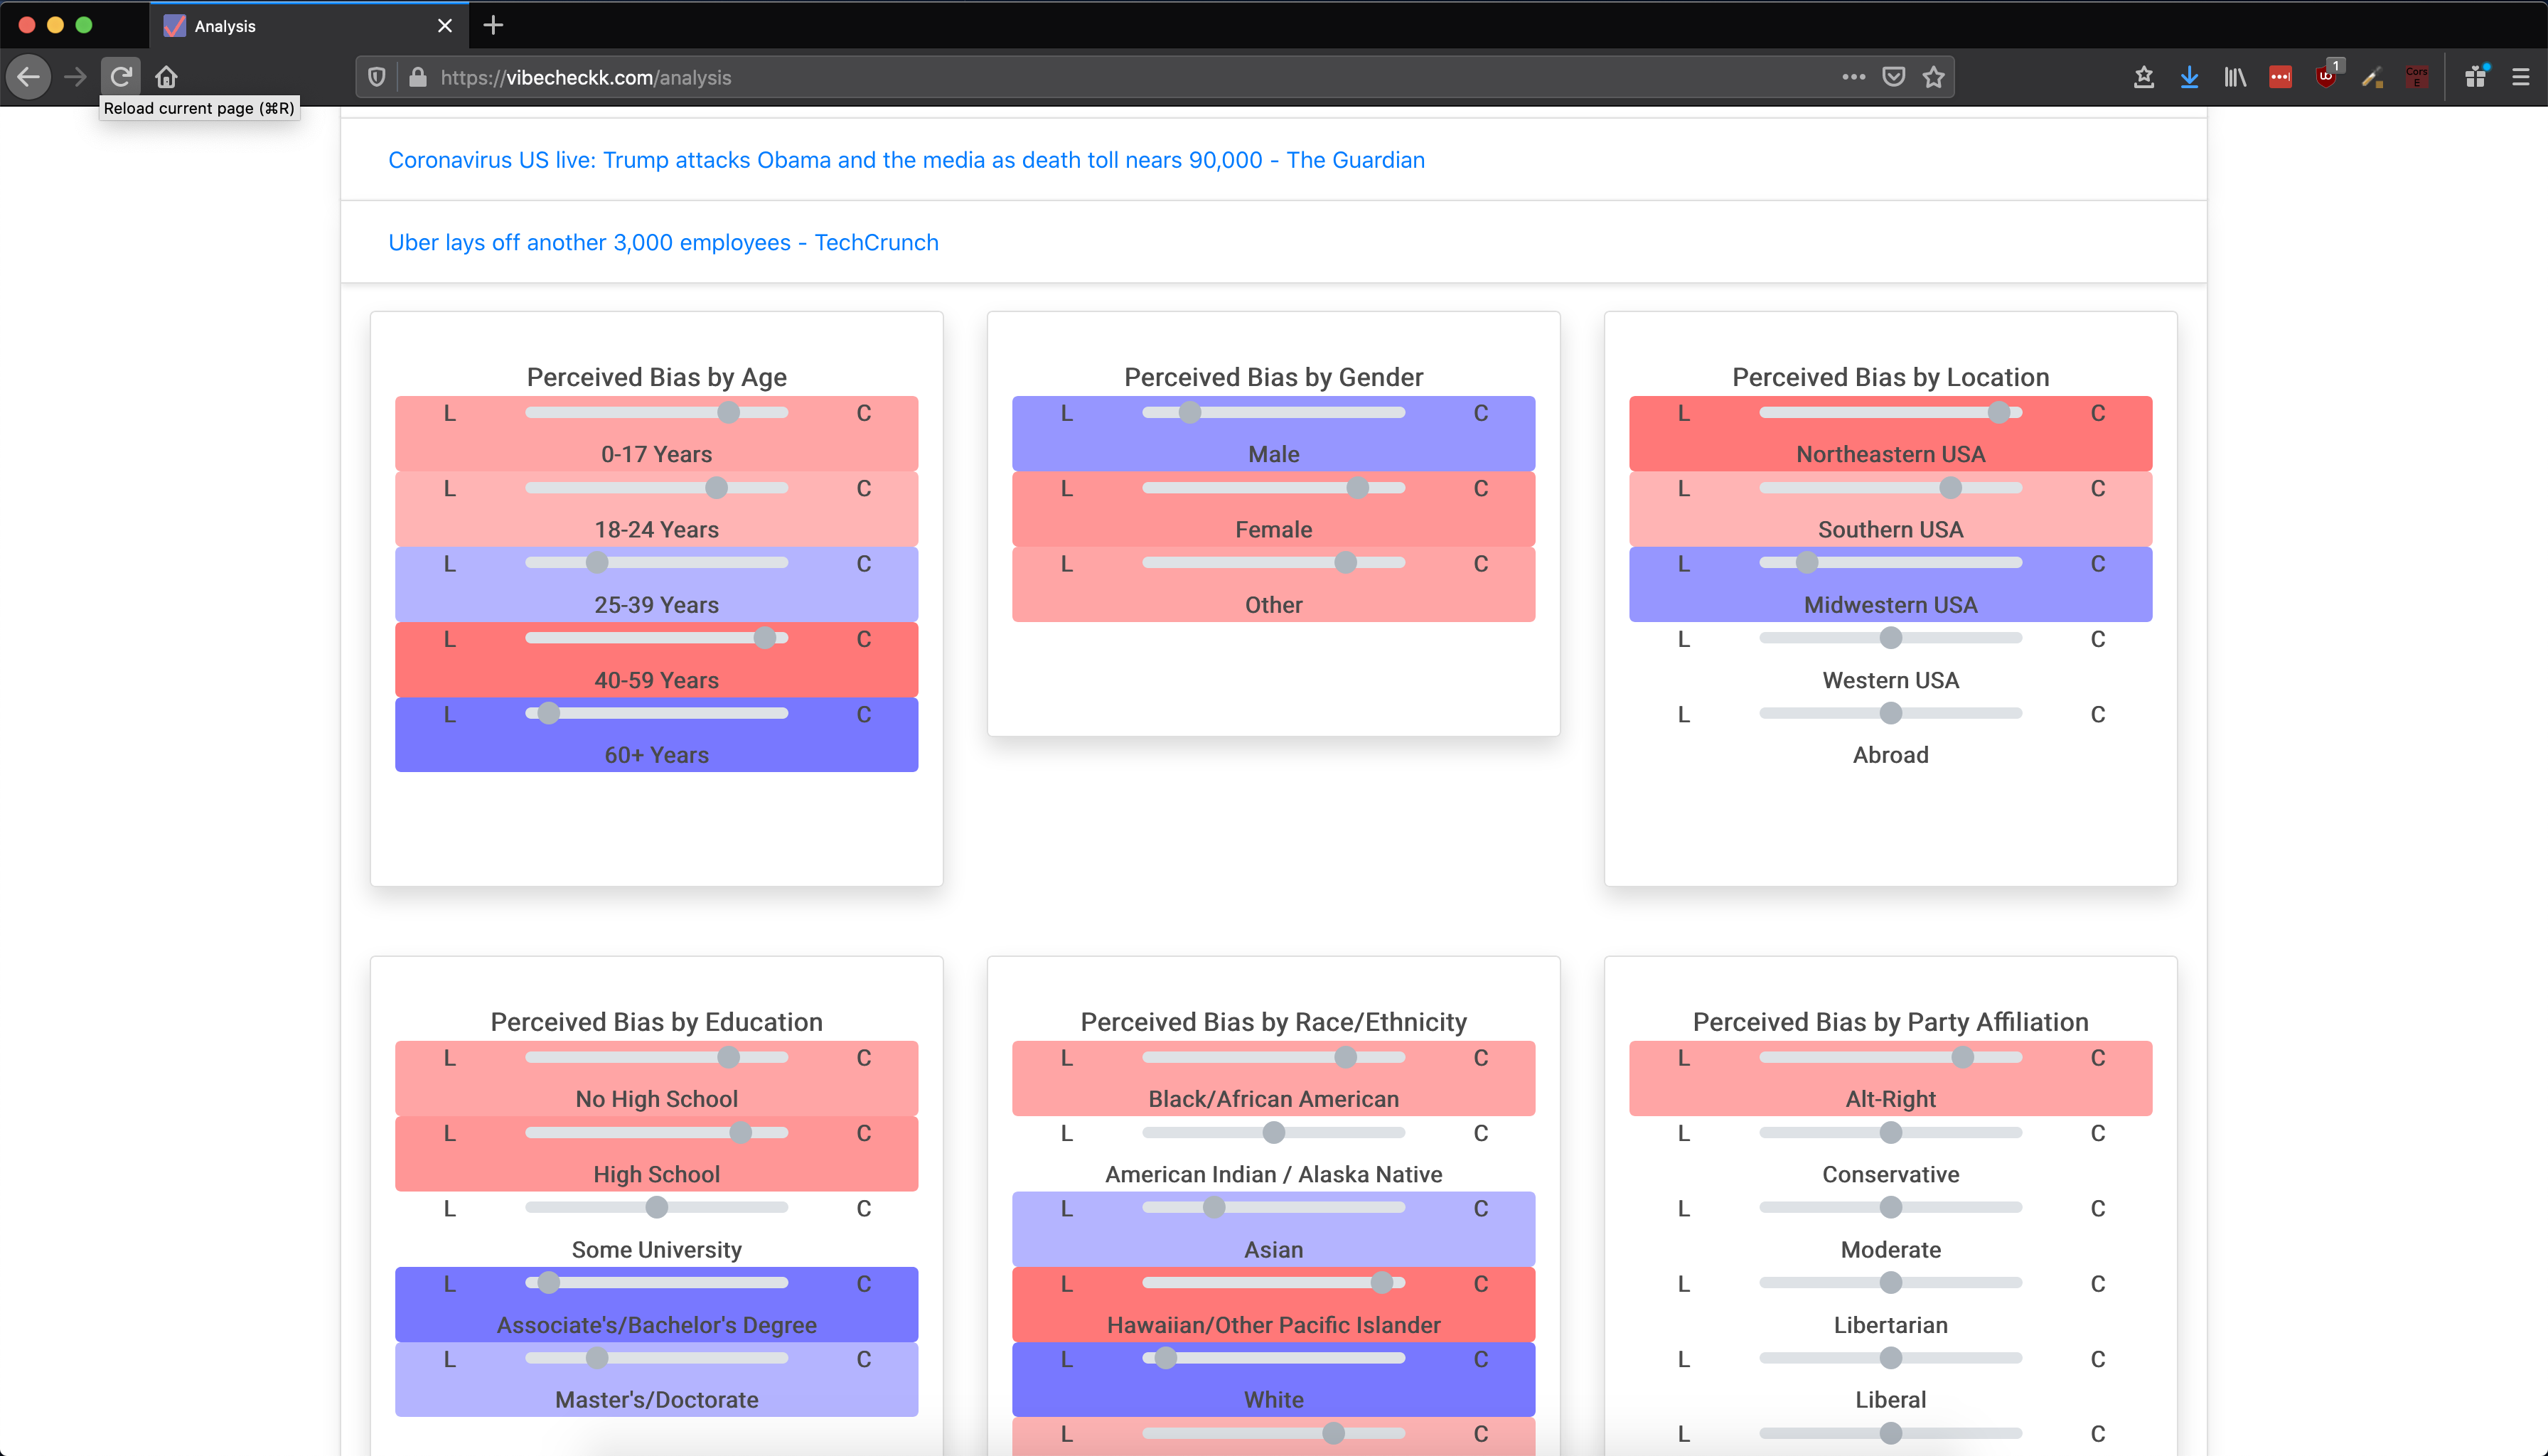 Analysis
https://vibecheckk.com/analysis
1
Cors
E
Reload current page (⌘R)
Coronavirus US live: Trump attacks Obama and the media as death toll nears 90,000 - The Guardian
Uber lays off another 3,000 employees - TechCrunch
Perceived Bias by Age
L C
0-17 Years
L C
18-24 Years
L C
25-39 Years
L C
40-59 Years
L C
60+ Years
Perceived Bias by Gender
L C
Male
L C
Female
L C
Other
Perceived Bias by Location
L C
Northeastern USA
L C
Southern USA
L C
Midwestern USA
L C
Western USA
L C
Abroad
Perceived Bias by Education
L C
No High School
L C
High School
L C
Some University
L C
Associate's/Bachelor's Degree
L C
Master's/Doctorate
Perceived Bias by Race/Ethnicity
L C
Black/African American
L C
American Indian / Alaska Native
L C
Asian
L C
Hawaiian/Other Pacific Islander
L C
White
L C
Perceived Bias by Party Affiliation
L C
Alt-Right
L C
Conservative
L C
Moderate
L C
Libertarian
L C
Liberal
L C